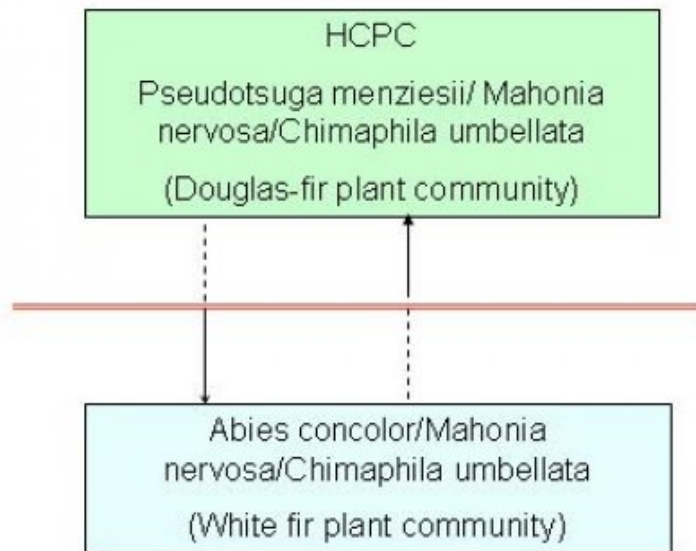 HCPC
Pseudotsuga menziesii/ Mahonia
nervosa/Chimaphila umbellata
(Douglas-fir plant community)
Abies concolor/Mahonia
nervosa/Chimaphila umbellata
(White fir plant community)